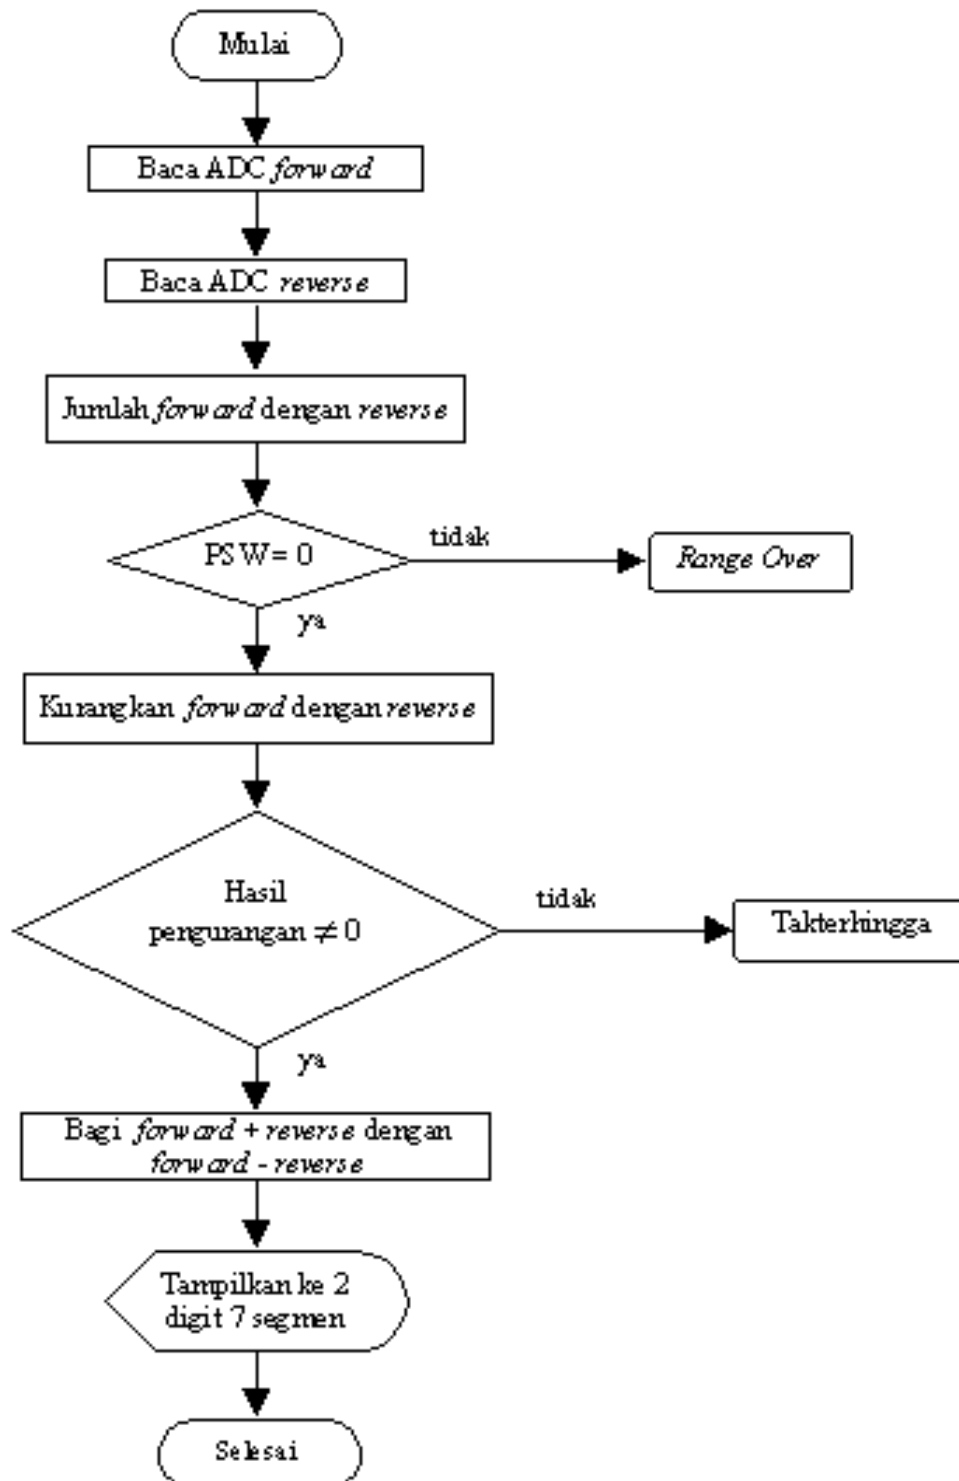 Mulai
Baca ADC forward
Baca ADC reverse
Jumlah forward dengan reverse
PSW = 0
tidak
Range Over
ya
Kurangkan forward dengan reverse
Hasil
pengurangan ≠ 0
tidak
Takterhingga
ya
Bagi forward + reverse dengan
forward - reverse
Tampilkan ke 2
digit 7 segmen
Selesai